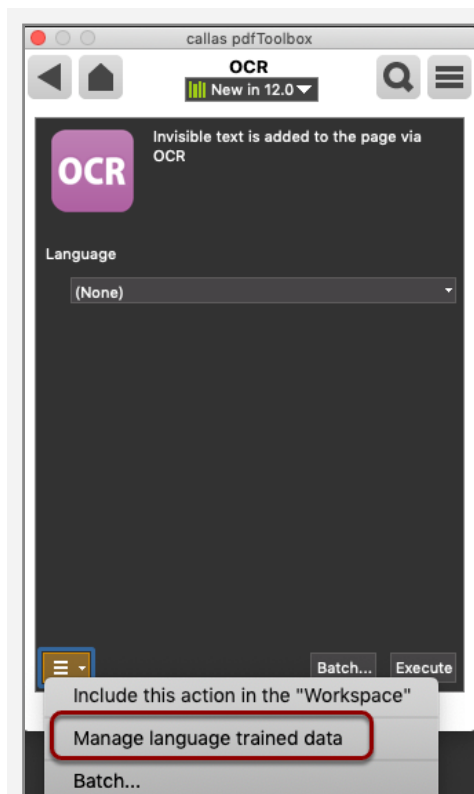 callas pdfToolbox
OCR
New in 12.0
OCR
Invisible text is added to the page via
OCR
Language
(None)
Batch... Execute
Include this action in the "Workspace"
Manage language trained data
Batch...